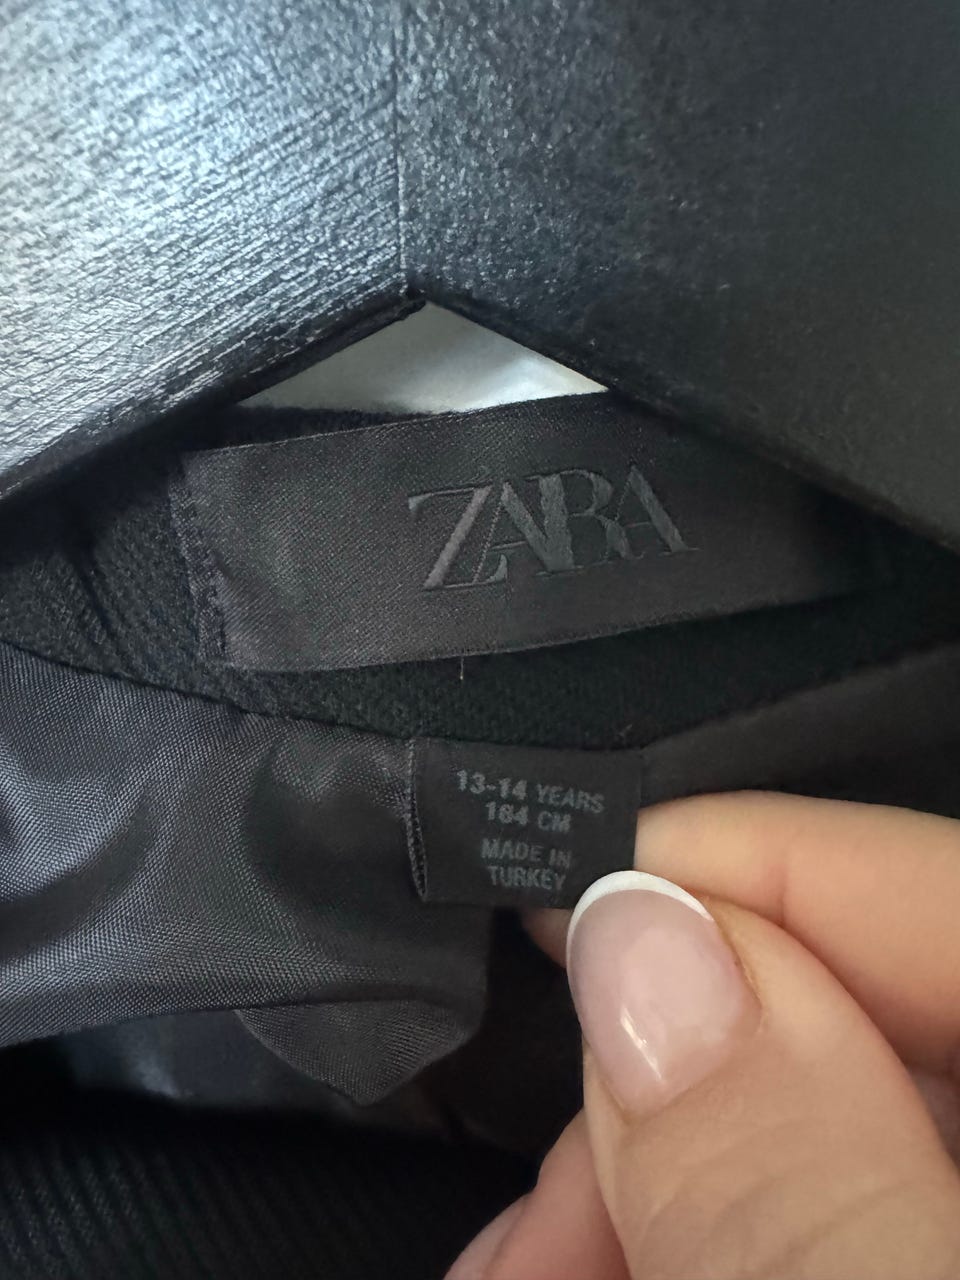 ZARA
13-14 YEARS
164 CM
MADE IN
TURKEY